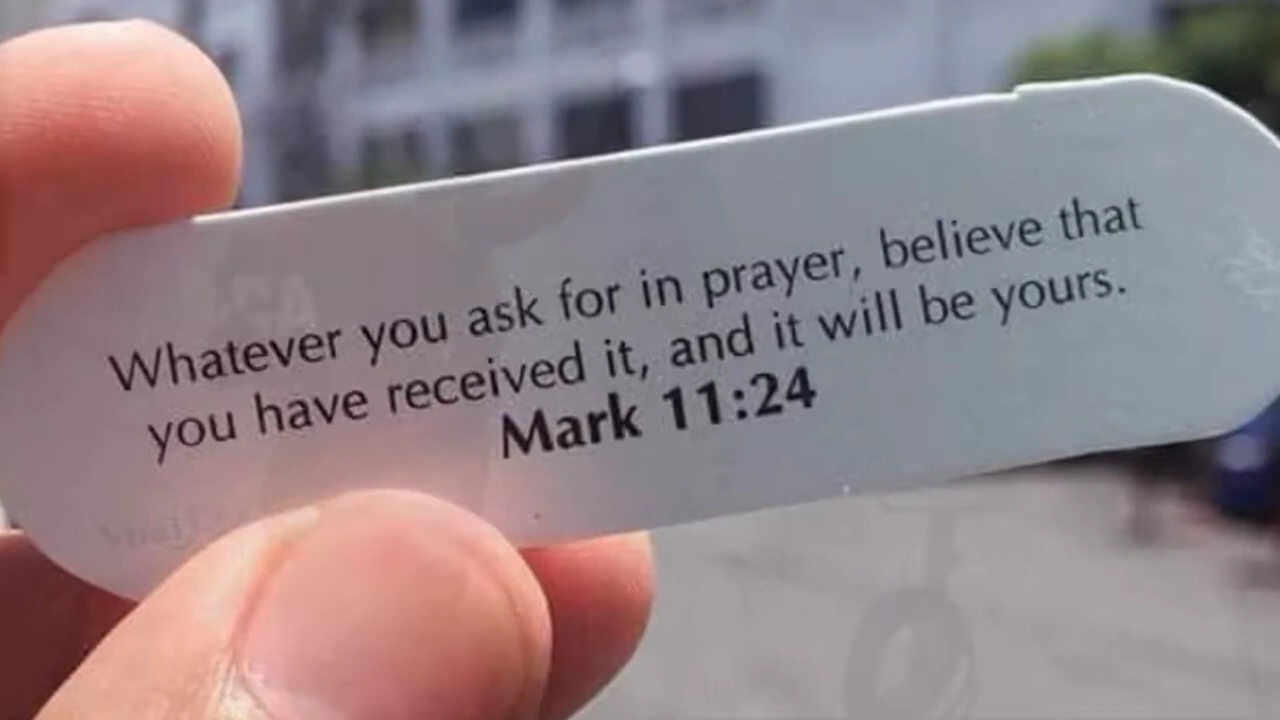 Whatever you ask for in prayer, believe that
you have received it, and it will be yours.
Mark 11:24